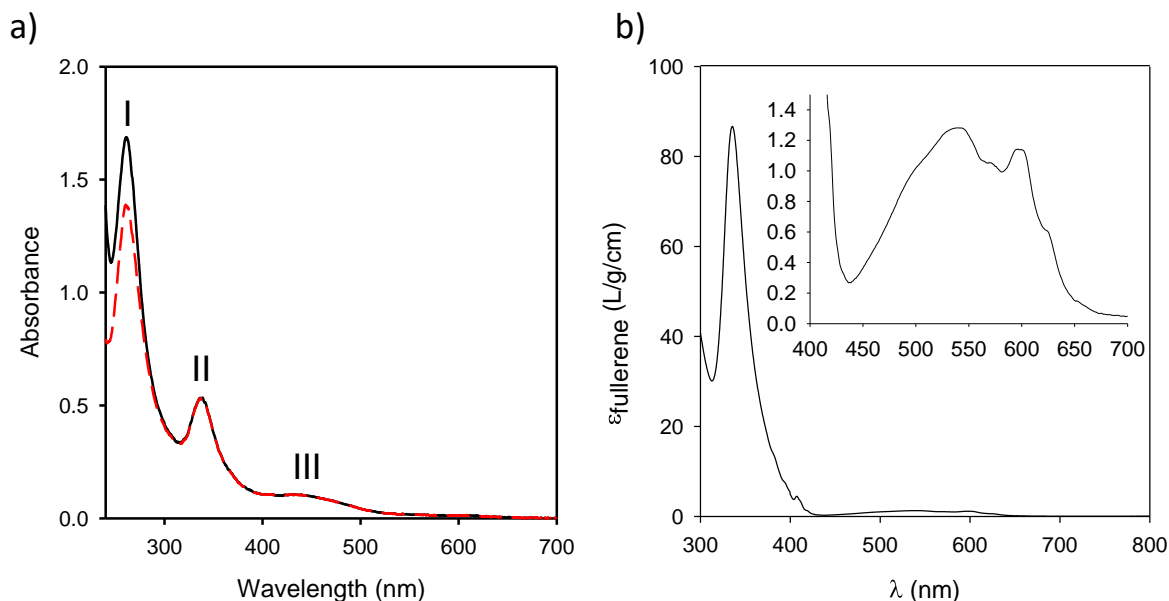 a)
2.0
1.5
1.0
0.5
0.0
Absorbance
I
II
III
300 400 500 600 700
Wavelength (nm)
b)
100
80
60
40
20
0
εfullerene (L/g/cm)
1.4
1.2
1.0
0.8
0.6
0.4
0.2
0.0
400 450 500 550 600 650 700
300 400 500 600 700 800
λ (nm)